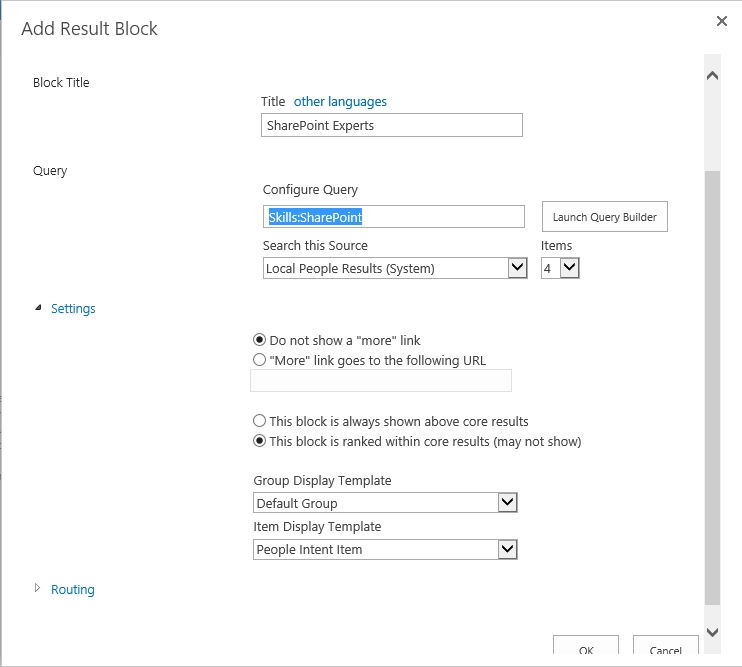 Add Result Block
Block Title
Title other languages
SharePoint Experts
Query
Configure Query
Skills:SharePoint
Launch Query Builder
Search this Source
Items
Local People Results (System)
4
Settings
Do not show a "more" link
"More" link goes to the following URL
This block is always shown above core results
This block is ranked within core results (may not show)
Group Display Template
Default Group
Item Display Template
People Intent Item
Routing
OK
Cancel